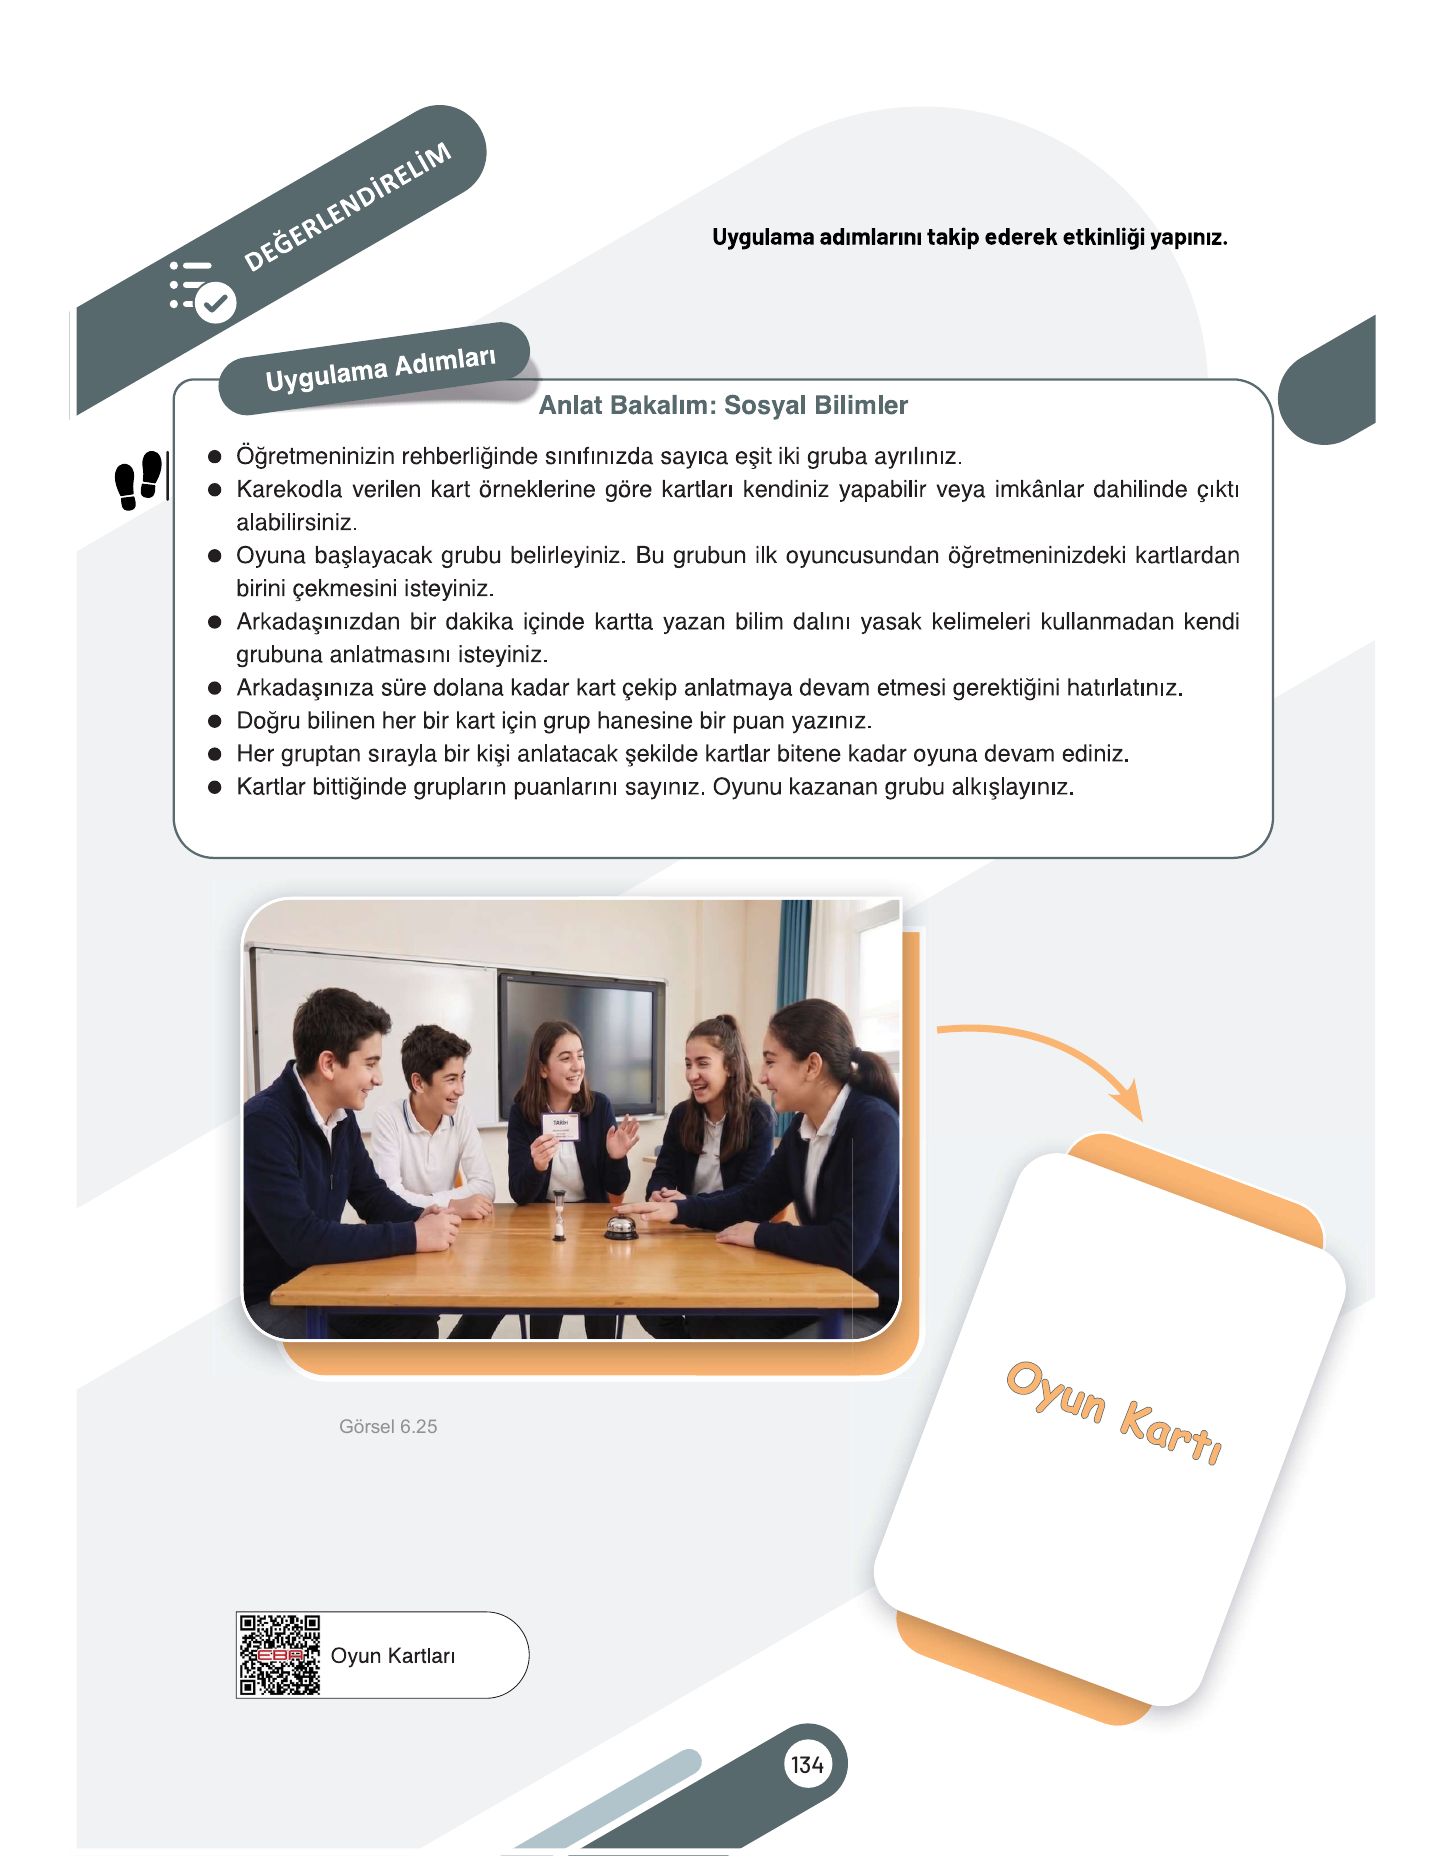 DEĞERLENDİRELİM
Uygulama adımlarını takip ederek etkinliği yapınız.
Uygulama Adımları
Anlat Bakalım: Sosyal Bilimler
● Öğretmeninizin rehberliğinde sınıfınızda sayıca eşit iki gruba ayrılınız.
● Karekodla verilen kart örneklerine göre kartları kendiniz yapabilir veya imkânlar dahilinde çıktı
alabilirsiniz.
● Oyuna başlayacak grubu belirleyiniz. Bu grubun ilk oyuncusundan öğretmeninizdeki kartlardan
birini çekmesini isteyiniz.
● Arkadaşınızdan bir dakika içinde kartta yazan bilim dalını yasak kelimeleri kullanmadan kendi
grubuna anlatmasını isteyiniz.
● Arkadaşınıza süre dolana kadar kart çekip anlatmaya devam etmesi gerektiğini hatırlatınız.
● Doğru bilinen her bir kart için grup hanesine bir puan yazınız.
● Her gruptan sırayla bir kişi anlatacak şekilde kartlar bitene kadar oyuna devam ediniz.
● Kartlar bittiğinde grupların puanlarını sayınız. Oyunu kazanan grubu alkışlayınız.
TARİH
Oyun Kartı
Görsel 6.25
EBA
Oyun Kartları
134